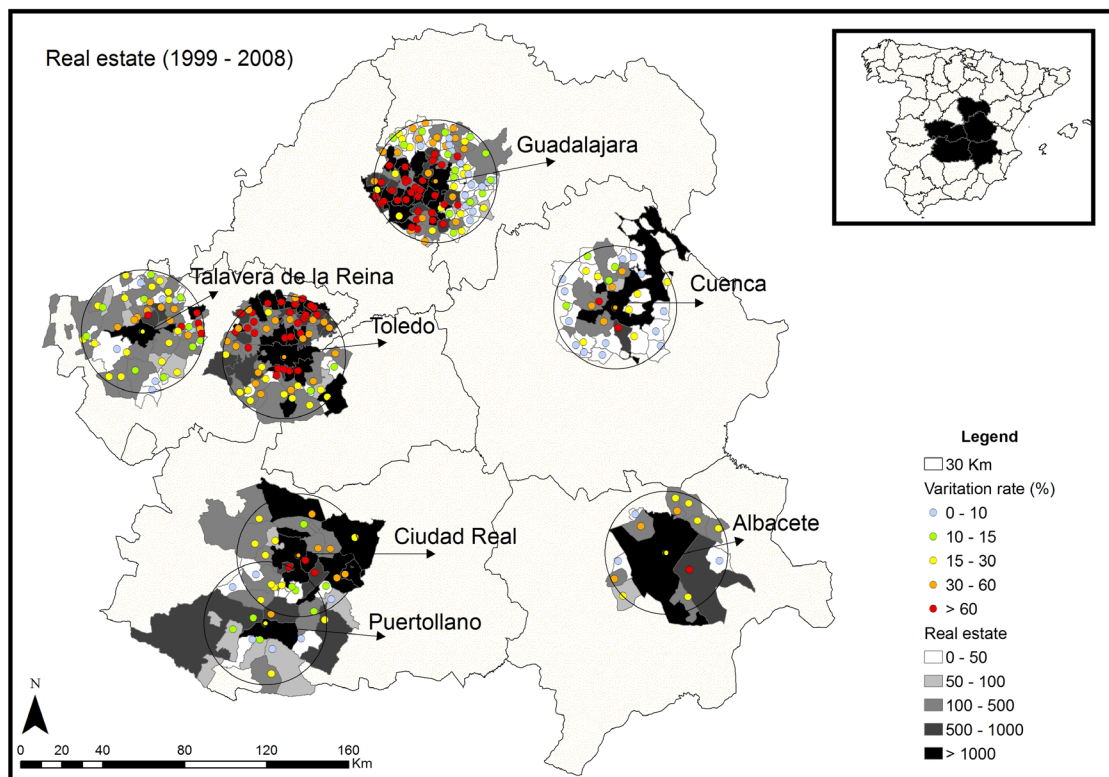 Real estate (1999 - 2008)
Guadalajara
Talavera de la Reina
Toledo
Cuenca
Ciudad Real
Albacete
Puertollano
Legend
30 Km
Varitation rate (%)
0 - 10
10 - 15
15 - 30
30 - 60
> 60
Real estate
0 - 50
50 - 100
100 - 500
500 - 1000
> 1000
N
0 20 40 80 120 160
Km